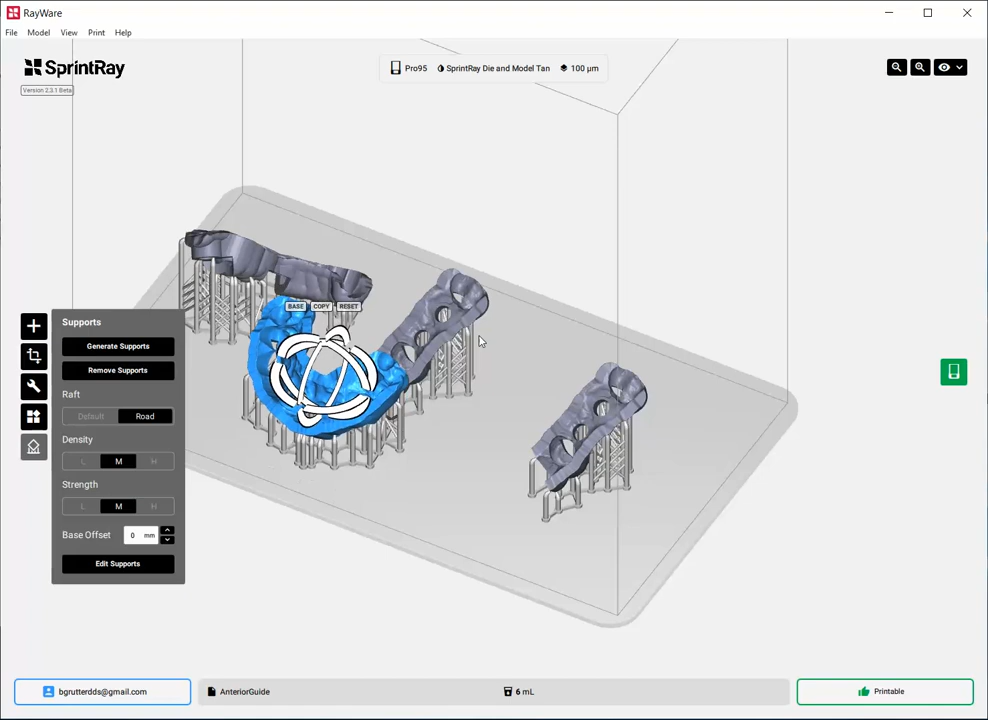 RayWare
File Model View Print Help
SprintRay
Version 2.3.1 Beta
Pro95 SprintRay Die and Model Tan 100 µm
BASE COPY RESET
Supports
Generate Supports
Remove Supports
Raft
Default Road
Density
L M H
Strength
L M H
Base Offset 0 mm
Edit Supports
bgrutterdds@gmail.com AnteriorGuide 6 mL Printable